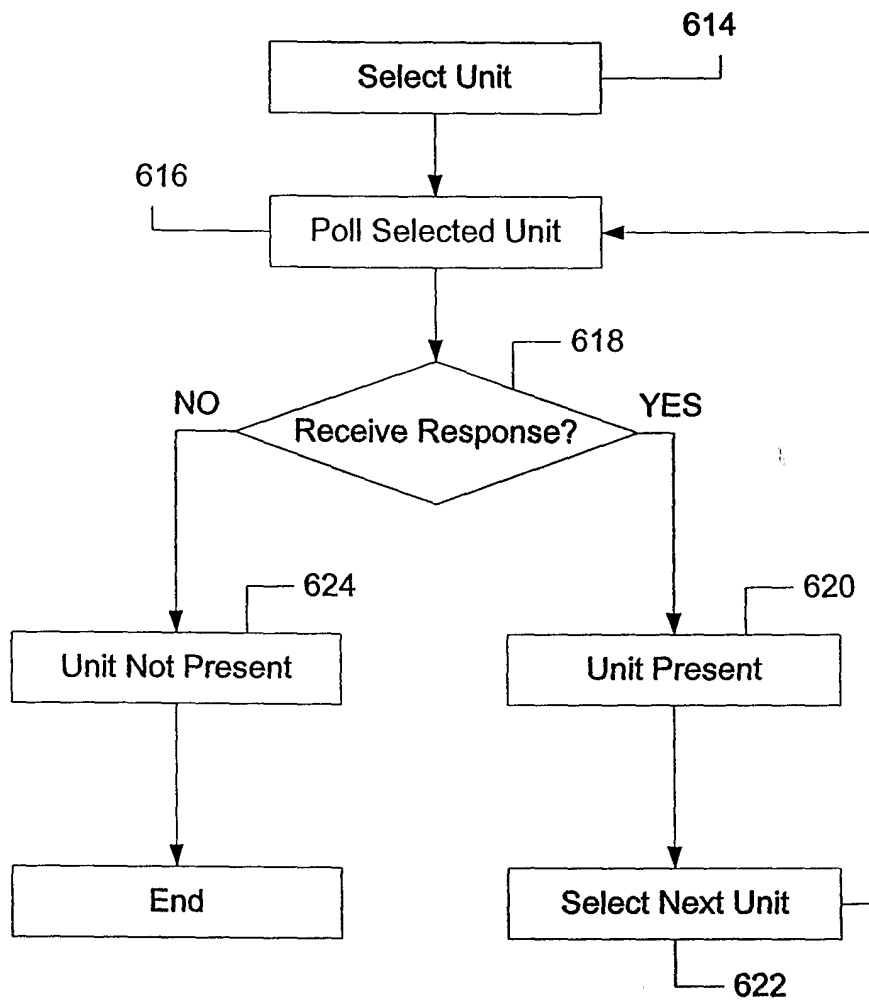 614
Select Unit
616
Poll Selected Unit
618
NO
YES
Receive Response?
624
620
Unit Not Present
Unit Present
End
Select Next Unit
622